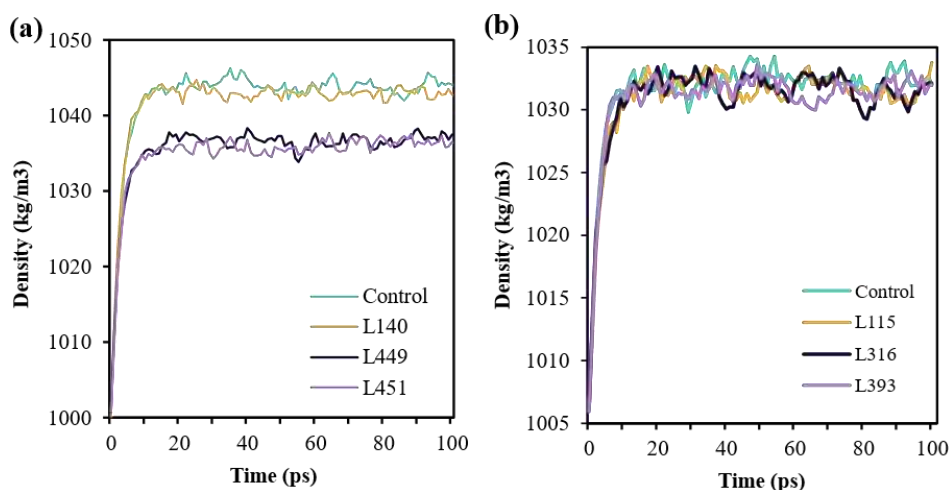 (a)
Density (kg/m3)
1050
1040
1030
1020
1010
1000
0 20 40 60 80 100
Time (ps)
Control
L140
L449
L451
(b)
Density (kg/m3)
1035
1030
1025
1020
1015
1010
1005
0 20 40 60 80 100
Time (ps)
Control
L115
L316
L393